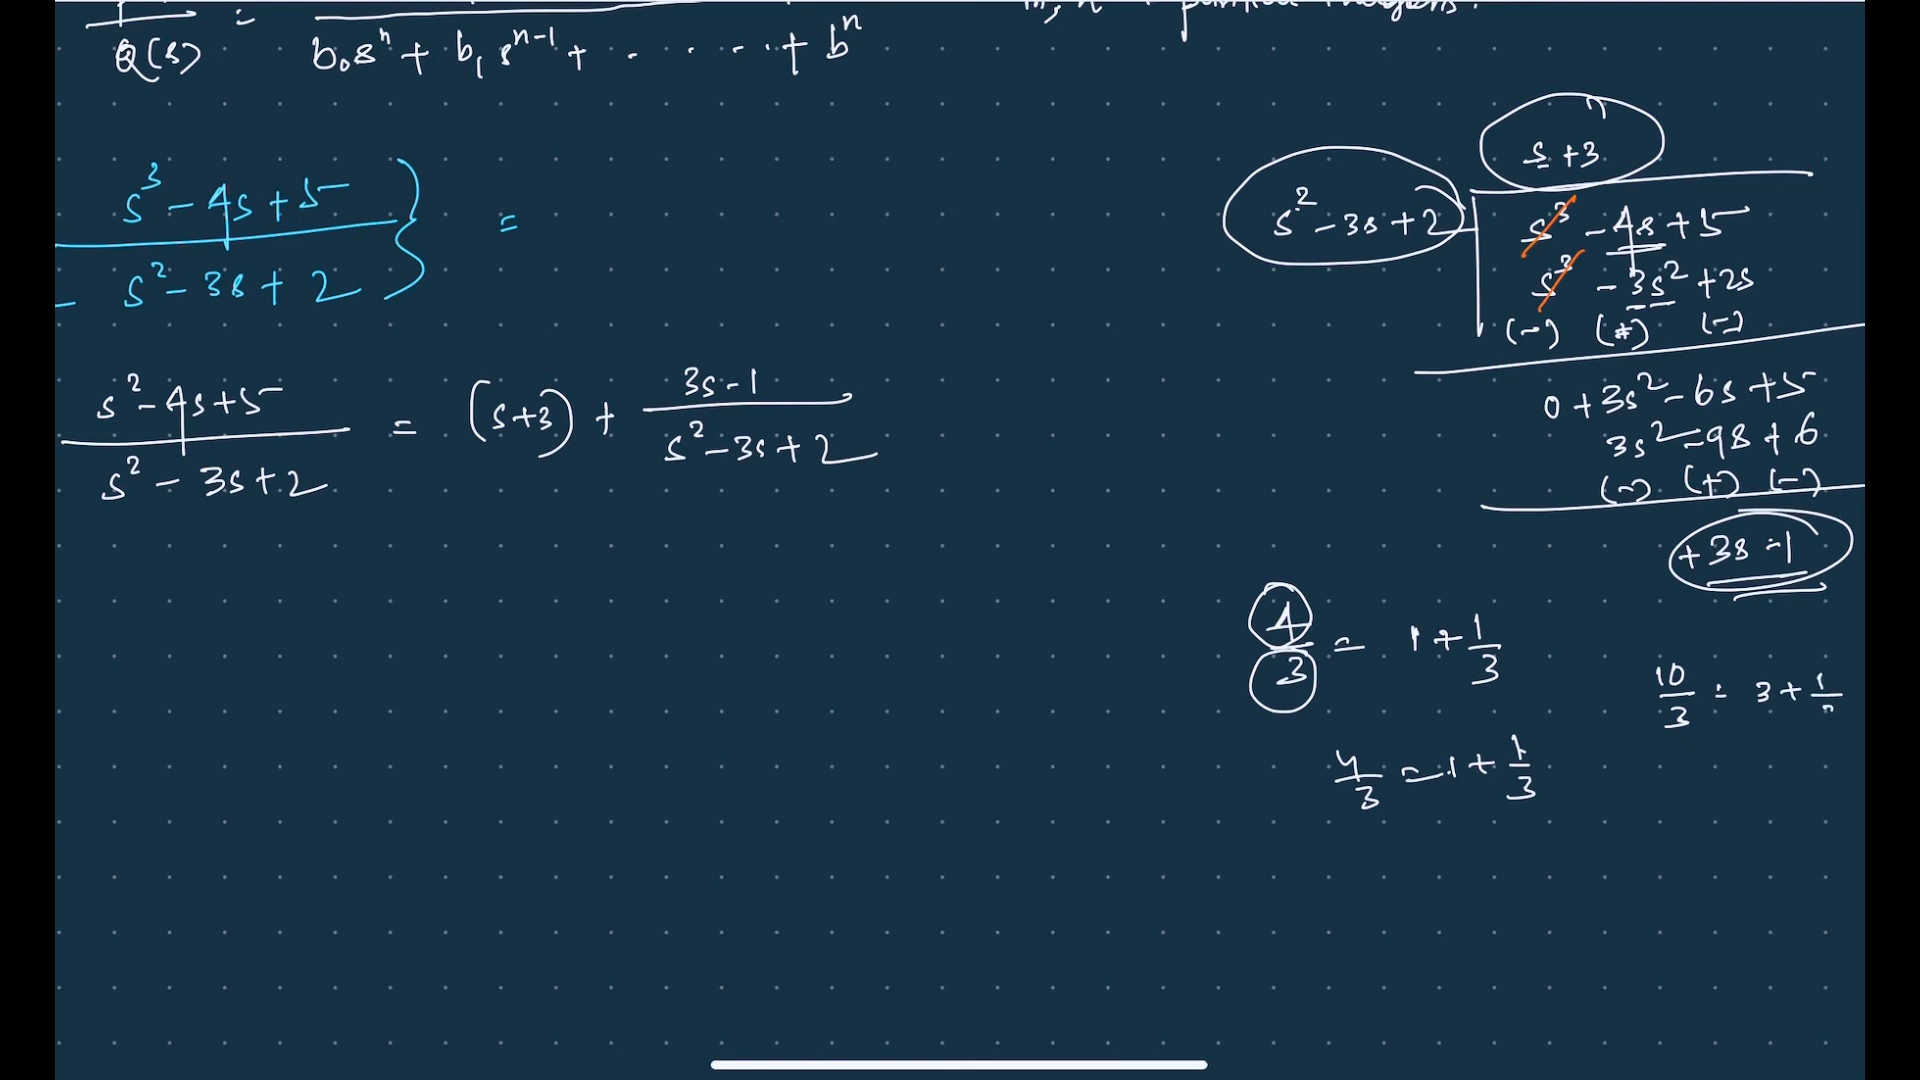 Q(s) = b₀sⁿ + b₁sⁿ⁻¹ + . . . . . + bⁿ
m, n
s³ - 4s + 5
s² - 3s + 2 } =
s² - 4s + 5 / s² - 3s + 2 = (s+3) + 3s-1 / s² - 3s + 2
s + 3
s² - 3s + 2
s³ - 4s + 5
s³ - 3s² + 2s
(-) (+) (-)
0 + 3s² - 6s + 5
3s² - 9s + 6
(-) (+) (-)
+3s - 1
4/3 = 1 + 1/3
10/3 = 3 + 1/
4/3 = 1 + 1/3